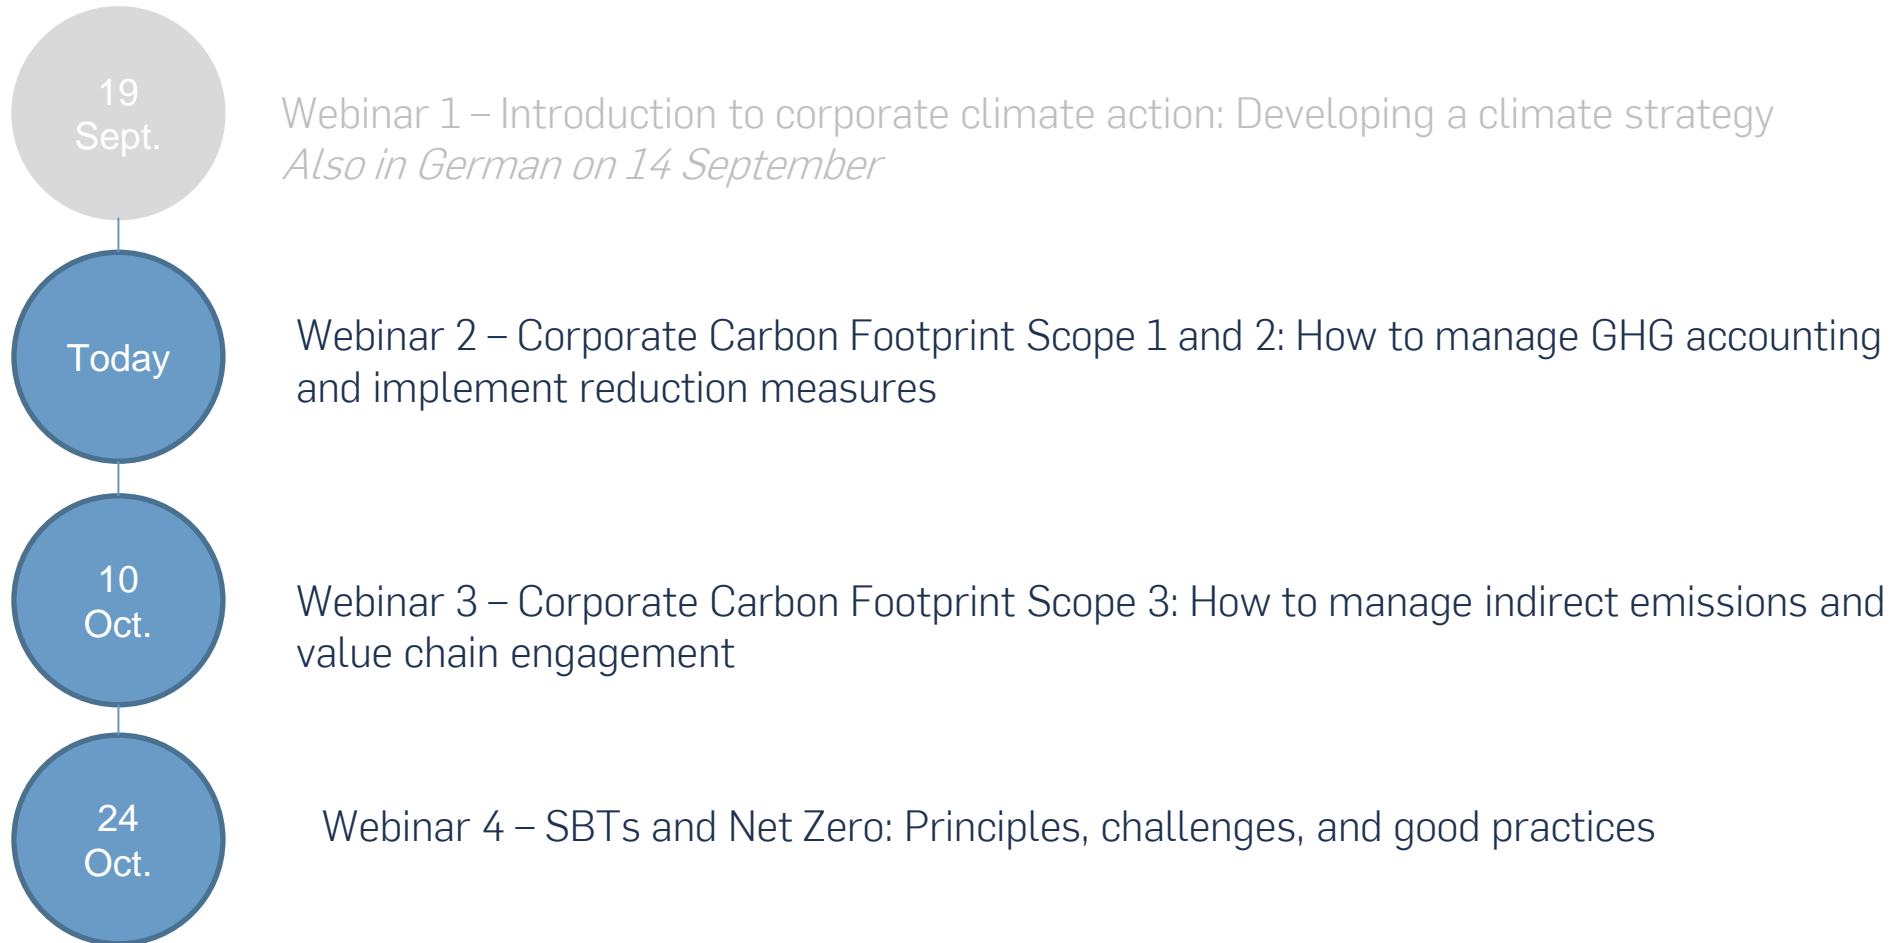 19
Sept.
Webinar 1 – Introduction to corporate climate action: Developing a climate strategy
Also in German on 14 September
Today
Webinar 2 – Corporate Carbon Footprint Scope 1 and 2: How to manage GHG accounting
and implement reduction measures
10
Oct.
Webinar 3 – Corporate Carbon Footprint Scope 3: How to manage indirect emissions and
value chain engagement
24
Oct.
Webinar 4 – SBTs and Net Zero: Principles, challenges, and good practices